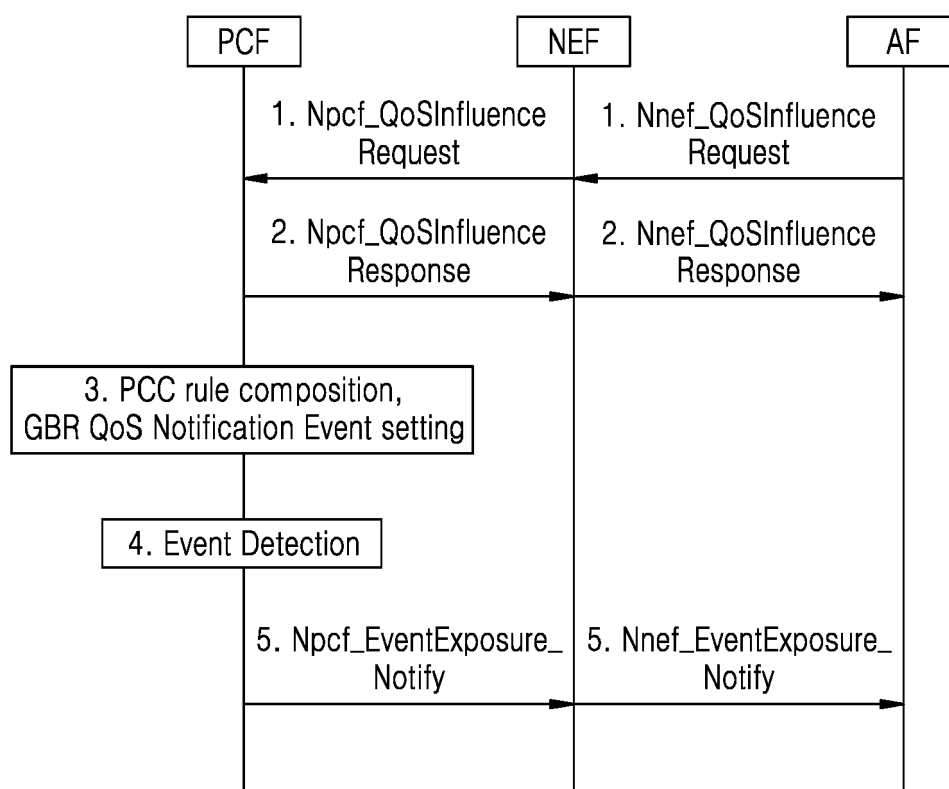 PCF
NEF
AF
1. Npcf_QoSInfluence
Request
1. Nnef_QoSInfluence
Request
2. Npcf_QoSInfluence
Response
2. Nnef_QoSInfluence
Response
3. PCC rule composition,
GBR QoS Notification Event setting
4. Event Detection
5. Npcf_EventExposure_
Notify
5. Nnef_EventExposure_
Notify